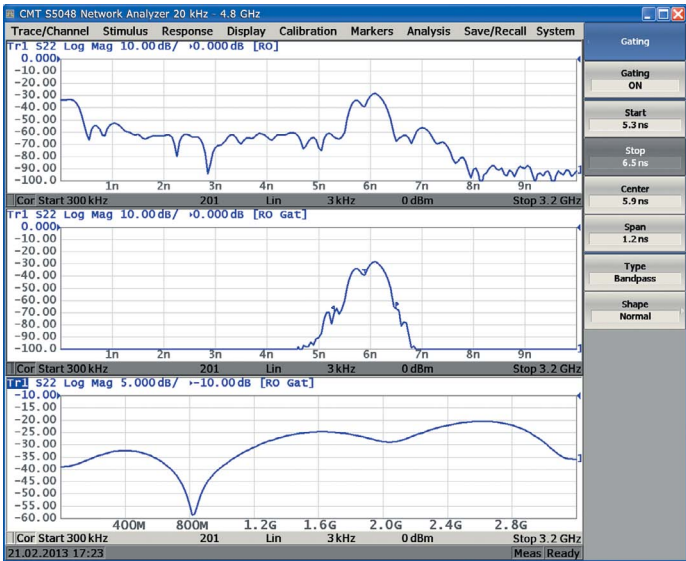 CMT S5048 Network Analyzer 20 kHz - 4.8 GHz
Trace/Channel Stimulus Response Display Calibration Markers Analysis Save/Recall System
Tr1 S22 Log Mag 10.00dB/ 0.000dB [RO]
0.000
-10.00
-20.00
-30.00
-40.00
-50.00
-60.00
-70.00
-80.00
-90.00
-100.0
1n 2n 3n 4n 5n 6n 7n 8n 9n
Cor Start 300 kHz 201 Lin 3 kHz 0 dBm Stop 3.2 GHz
Tr1 S22 Log Mag 10.00dB/ 0.000dB [RO Gat]
0.000
-10.00
-20.00
-30.00
-40.00
-50.00
-60.00
-70.00
-80.00
-90.00
-100.0
1n 2n 3n 4n 5n 6n 7n 8n 9n
Cor Start 300 kHz 201 Lin 3 kHz 0 dBm Stop 3.2 GHz
Tr1 S22 Log Mag 5.000dB/ -10.00dB [RO Gat]
-10.00
-15.00
-20.00
-25.00
-30.00
-35.00
-40.00
-45.00
-50.00
-55.00
-60.00
400M 800M 1.2G 1.6G 2.0G 2.4G 2.8G
Cor Start 300 kHz 201 Lin 3 kHz 0 dBm Stop 3.2 GHz
21.02.2013 17:23 Meas Ready
Gating
Gating
ON
Start
5.3 ns
Stop
6.5 ns
Center
5.9 ns
Span
1.2 ns
Type
Bandpass
Shape
Normal